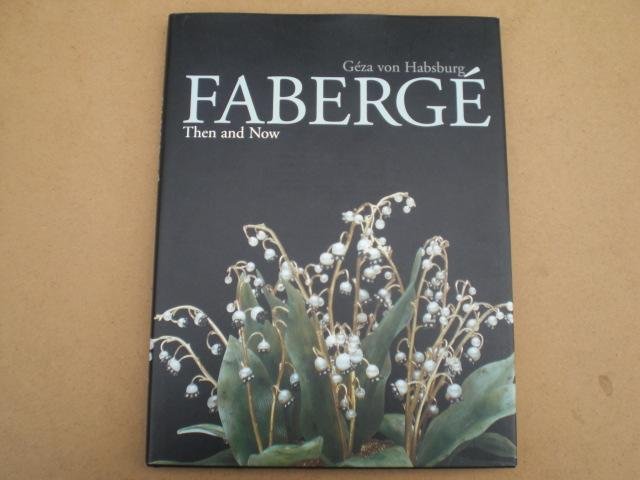 Géza von Habsburg
FABERGÉ
Then and Now